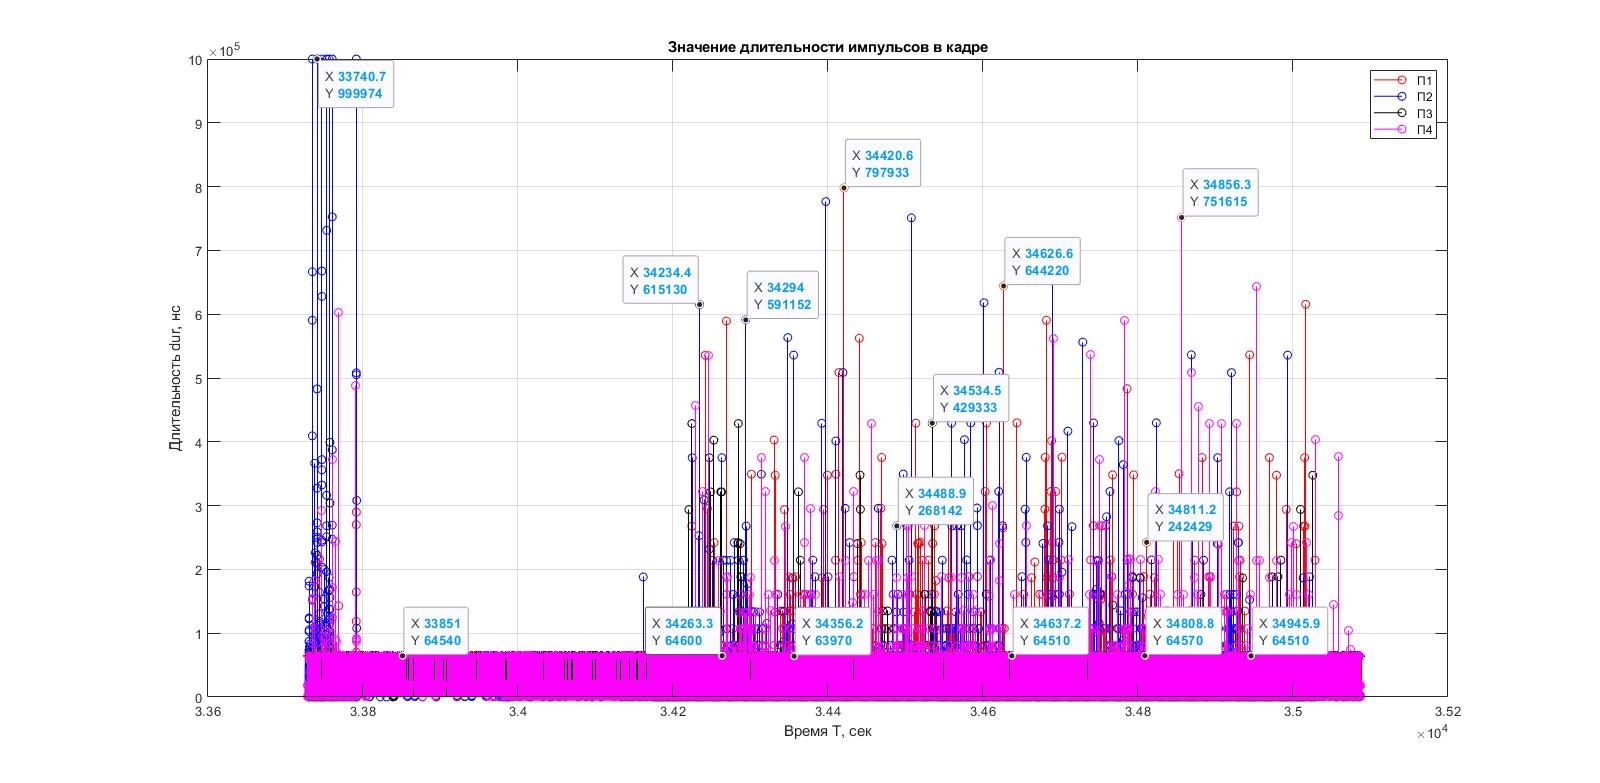 Значение длительности импульсов в кадре
×10⁵
10
9
8
7
6
5
4
3
2
1
0
Длительность dur, нс
X 33740.7
Y 999974
X 34420.6
Y 797933
X 34856.3
Y 751615
X 34626.6
Y 644220
X 34234.4
Y 615130
X 34294
Y 591152
X 34534.5
Y 429333
X 34488.9
Y 268142
X 34811.2
Y 242429
X 33851
Y 64540
X 34263.3
Y 64600
X 34356.2
Y 63970
X 34637.2
Y 64510
X 34808.8
Y 64570
X 34945.9
Y 64510
П1
П2
П3
П4
3.36 3.38 3.4 3.42 3.44 3.46 3.48 3.5 3.52
Время T, сек
×10⁴